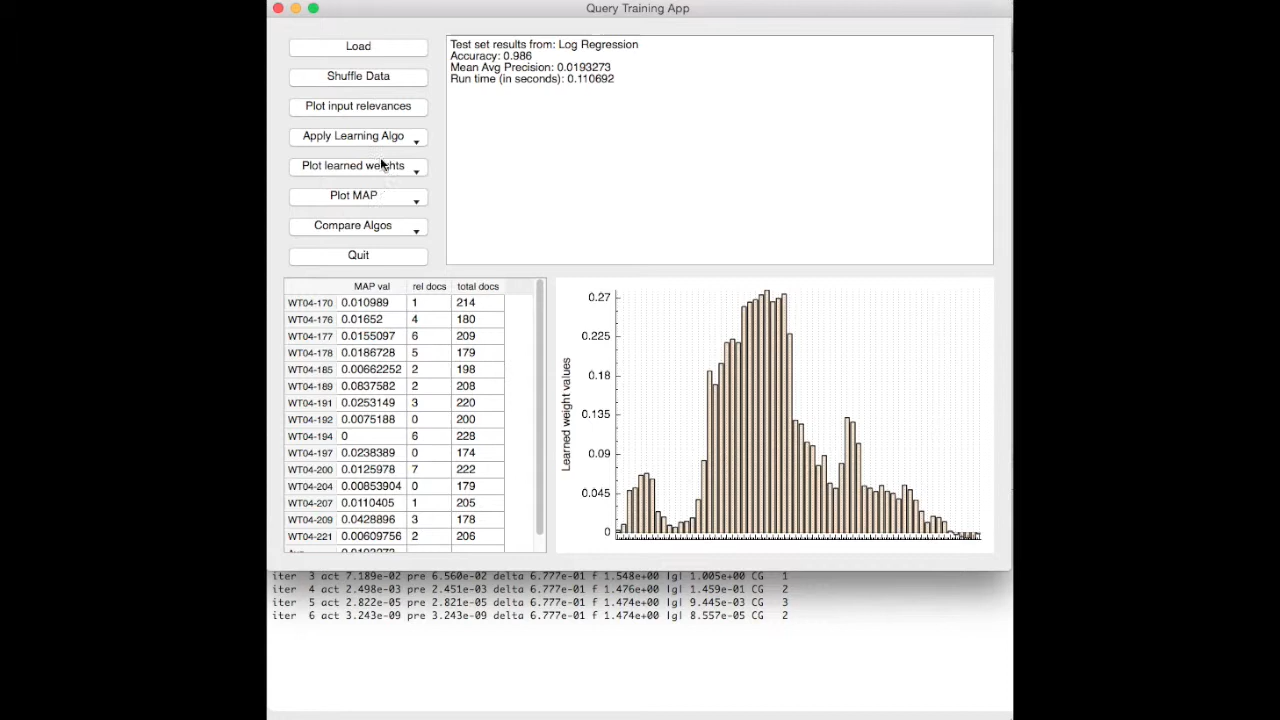 Query Training App
Load
Shuffle Data
Plot input relevances
Apply Learning Algo
Plot learned weights
Plot MAP
Compare Algos
Quit
Test set results from: Log Regression
Accuracy: 0.986
Mean Avg Precision: 0.0193273
Run time (in seconds): 0.110692
MAP val rel docs total docs
WT04-170 0.010989 1 214
WT04-176 0.01652 4 180
WT04-177 0.0155097 6 209
WT04-178 0.0186728 5 179
WT04-185 0.00662252 2 198
WT04-189 0.0837582 2 208
WT04-191 0.0253149 3 220
WT04-192 0.0075188 0 200
WT04-194 0 6 228
WT04-197 0.0238389 0 174
WT04-200 0.0125978 7 222
WT04-204 0.00853904 0 179
WT04-207 0.0110405 1 205
WT04-209 0.0428896 3 178
WT04-221 0.00609756 2 206
Learned weight values
0.27
0.225
0.18
0.135
0.09
0.045
0
iter 3 act 7.189e-02 pre 6.560e-02 delta 6.777e-01 f 1.548e+00 |g| 1.005e+00 CG 1
iter 4 act 2.498e-03 pre 2.451e-03 delta 6.777e-01 f 1.476e+00 |g| 1.459e-01 CG 2
iter 5 act 2.822e-05 pre 2.821e-05 delta 6.777e-01 f 1.474e+00 |g| 9.445e-03 CG 3
iter 6 act 3.243e-09 pre 3.243e-09 delta 6.777e-01 f 1.474e+00 |g| 8.557e-05 CG 2